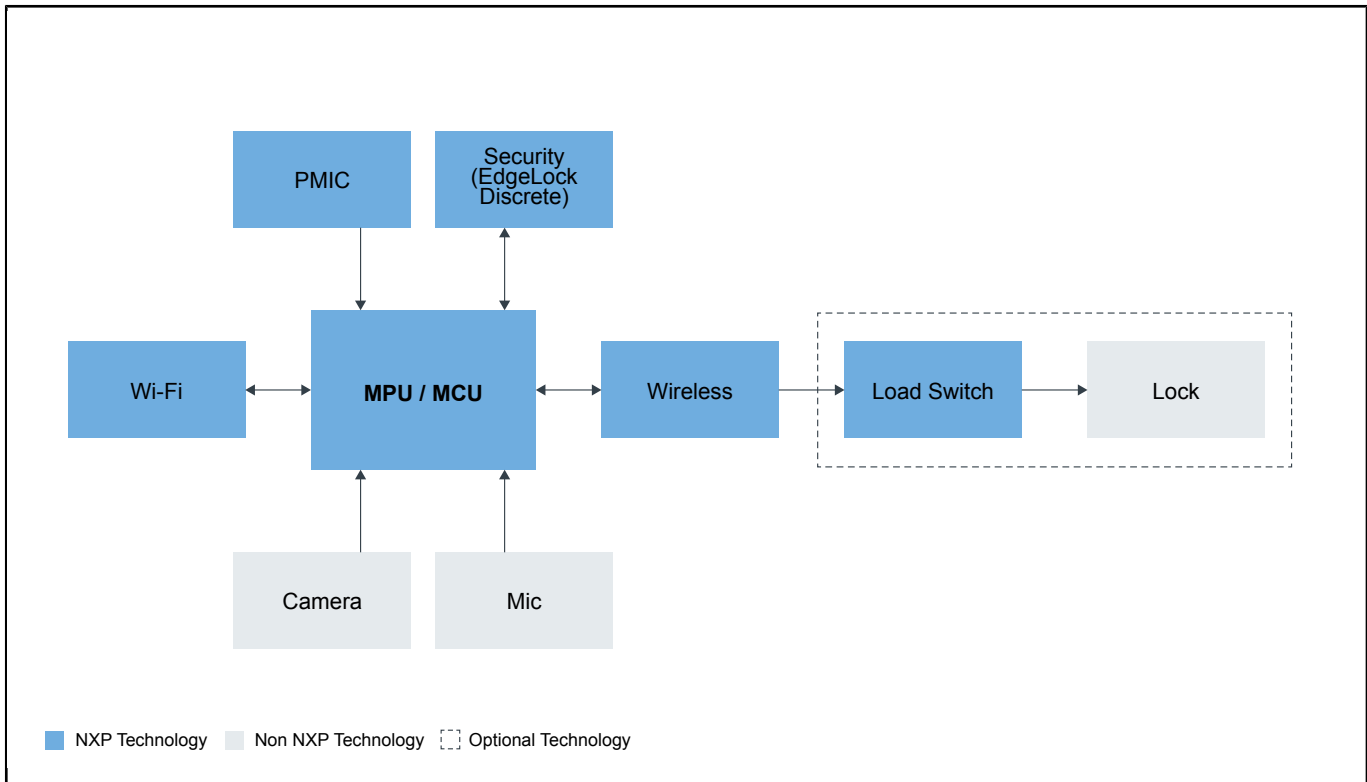 PMIC
Security
(EdgeLock
Discrete)
Wi-Fi
MPU / MCU
Wireless
Load Switch
Lock
Camera
Mic
NXP Technology
Non NXP Technology
Optional Technology